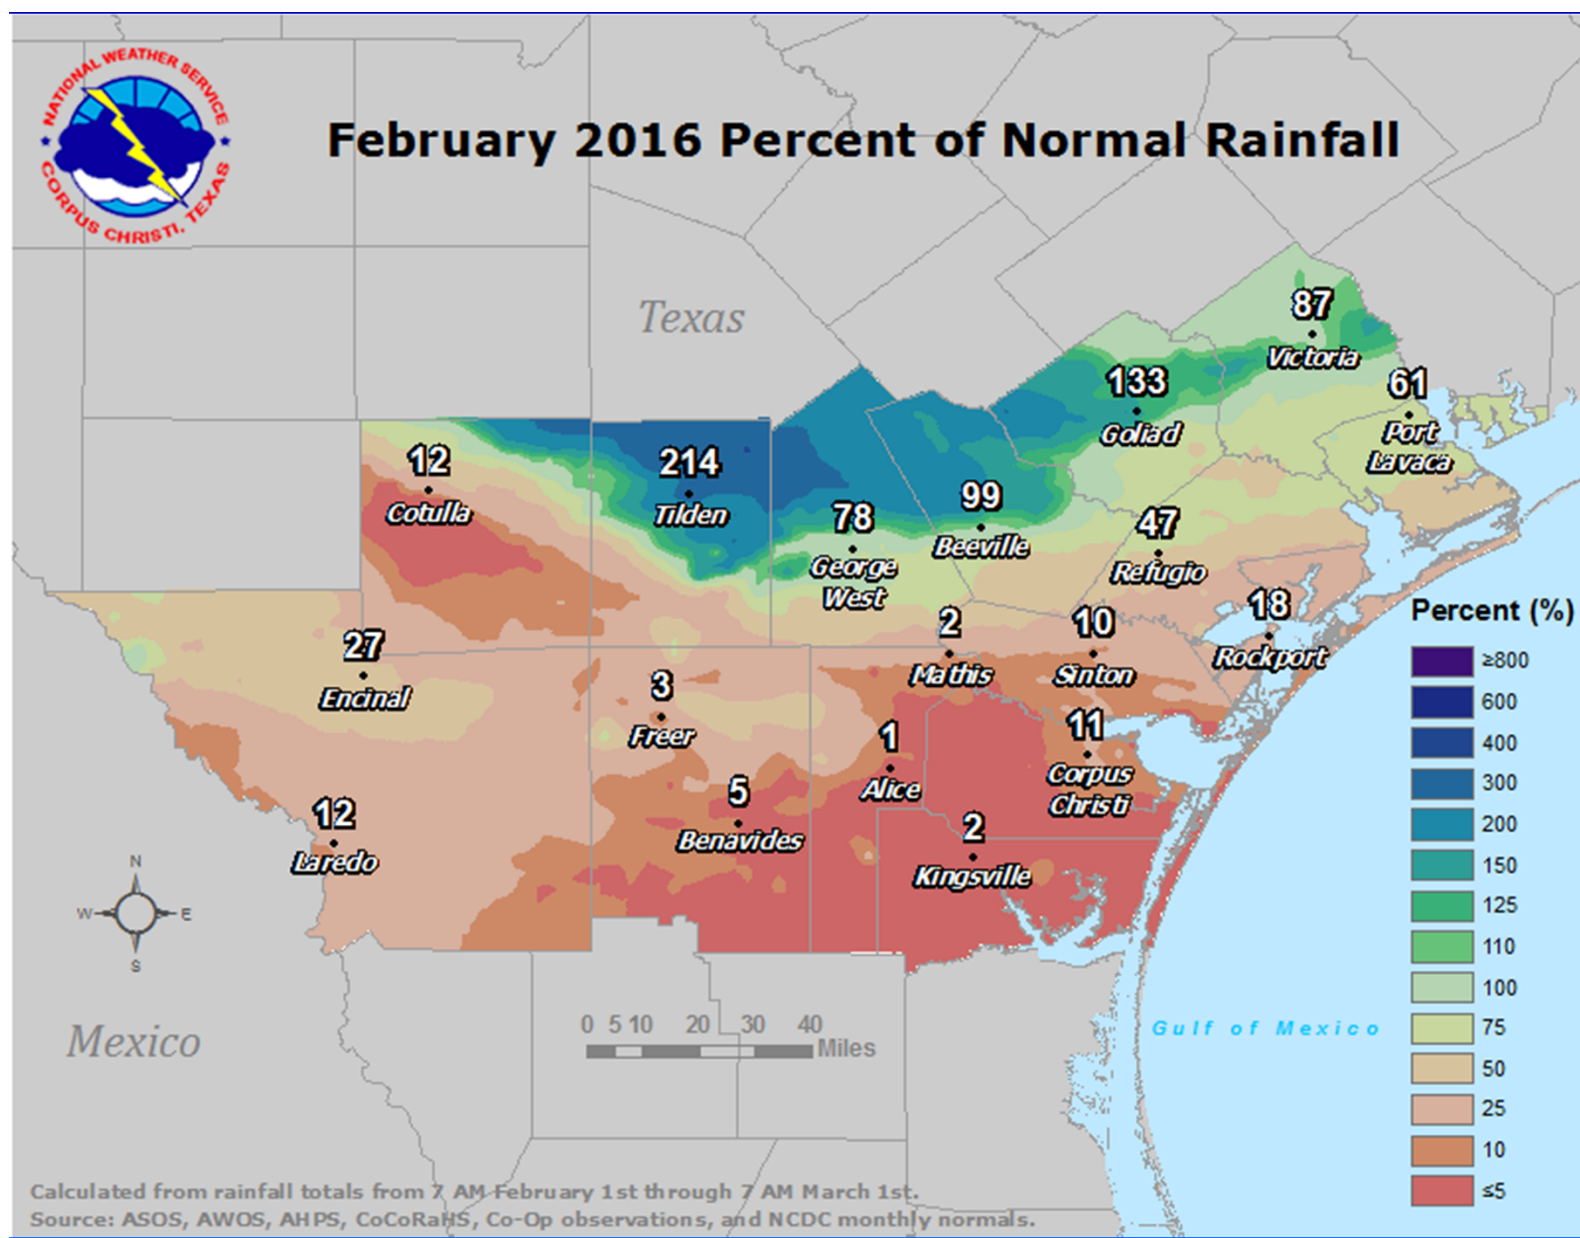 NATIONAL WEATHER SERVICE
CORPUS CHRISTI, TEXAS
February 2016 Percent of Normal Rainfall
Texas
87
Victoria
133
Goliad
61
Port
Lavaca
12
Cotulla
214
Tilden
78
George
West
99
Beeville
47
Refugio
18
Rockport
27
Encinal
3
Freer
2
Mathis
10
Sinton
1
Alice
11
Corpus
Christi
12
Laredo
5
Benavides
2
Kingsville
Percent (%)
≥800
600
400
300
200
150
125
110
100
75
50
25
10
≤5
N
W E
S
Mexico
0 5 10 20 30 40
Miles
Gulf of Mexico
Calculated from rainfall totals from 7 AM February 1st through 7 AM March 1st.
Source: ASOS, AWOS, AHPS, CoCoRaHS, Co-Op observations, and NCDC monthly normals.